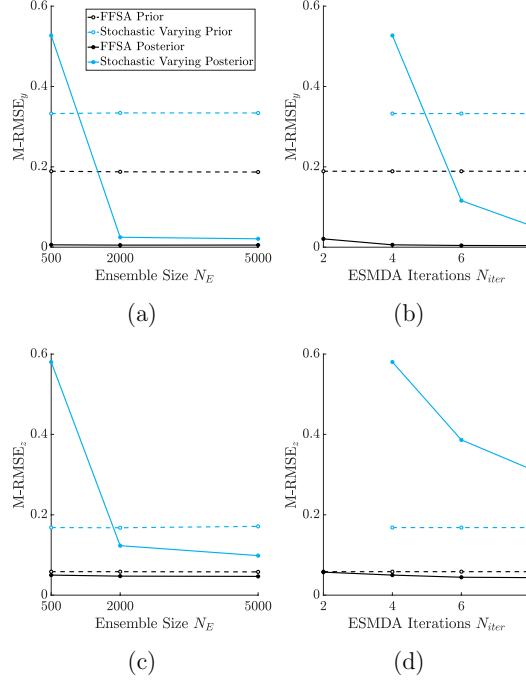 FFSA Prior
Stochastic Varying Prior
FFSA Posterior
Stochastic Varying Posterior
0.6
0.4
0.2
0
M-RMSE_y
500 2000 5000
Ensemble Size N_E
(a)
0.6
0.4
0.2
0
M-RMSE_y
2 4 6
ESMDA Iterations N_iter
(b)
0.6
0.4
0.2
0
M-RMSE_z
500 2000 5000
Ensemble Size N_E
(c)
0.6
0.4
0.2
0
M-RMSE_z
2 4 6
ESMDA Iterations N_iter
(d)